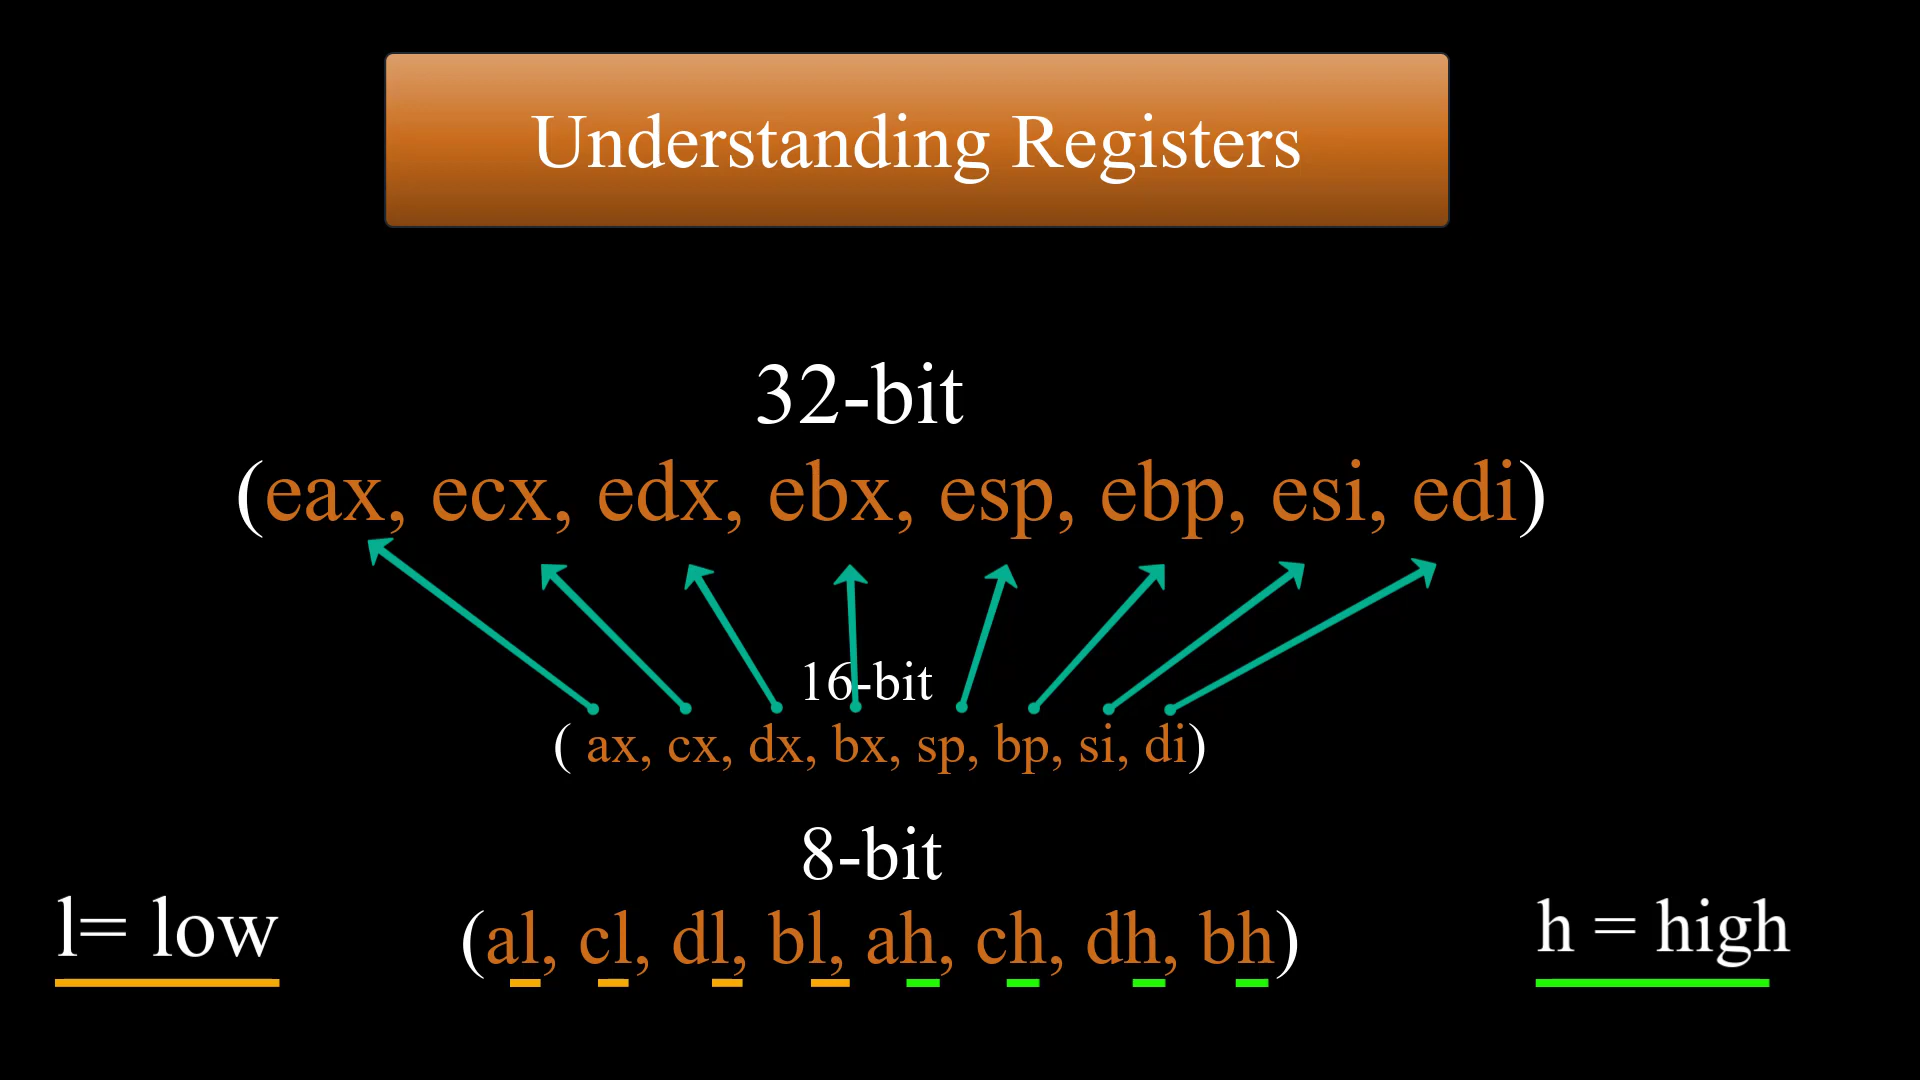 Understanding Registers
32-bit
(eax, ecx, edx, ebx, esp, ebp, esi, edi)
16-bit
( ax, cx, dx, bx, sp, bp, si, di)
8-bit
l= low
(al, cl, dl, bl, ah, ch, dh, bh)
h = high